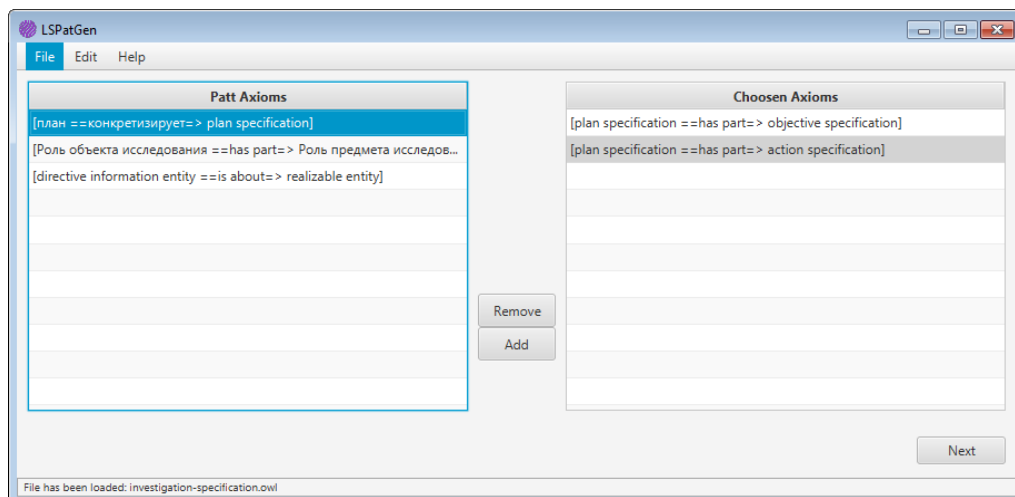 LSPatGen
File Edit Help
Patt Axioms
[план ==конкретизирует=> plan specification]
[Роль объекта исследования ==has part=> Роль предмета исследов...
[directive information entity ==is about=> realizable entity]
Remove
Add
Choosen Axioms
[plan specification ==has part=> objective specification]
[plan specification ==has part=> action specification]
Next
File has been loaded: investigation-specification.owl